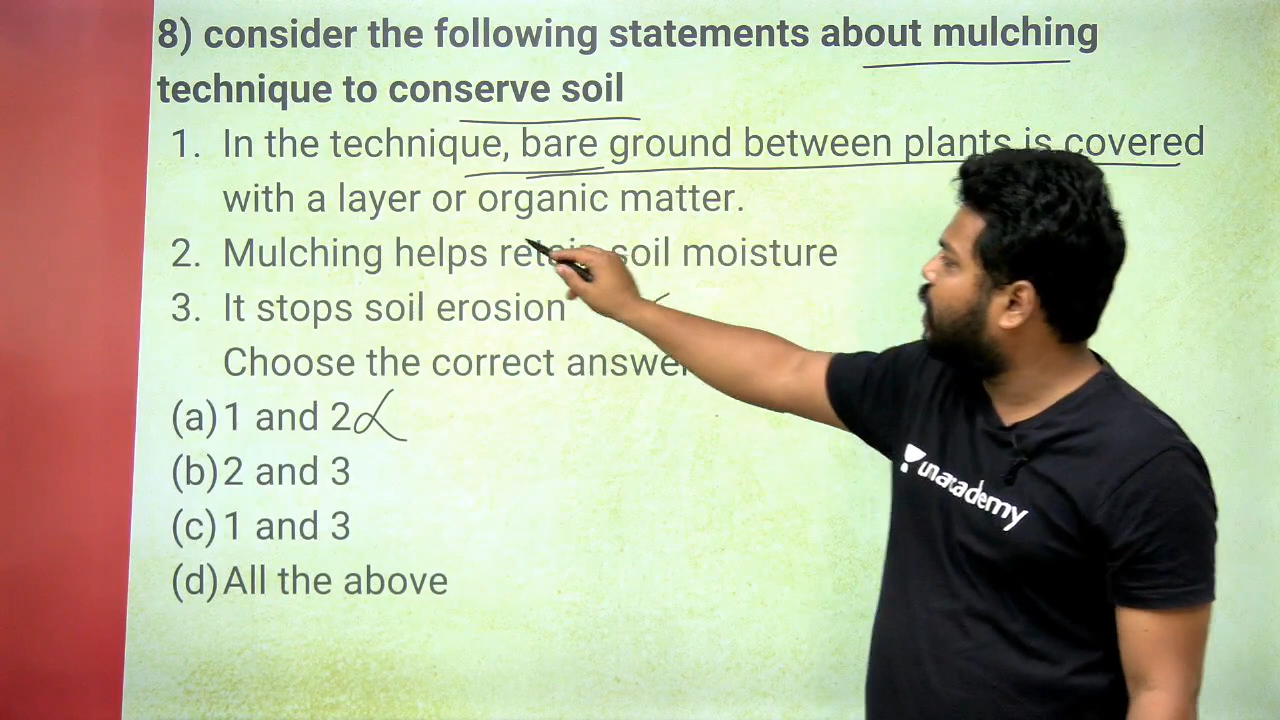 8) consider the following statements about mulching
technique to conserve soil
1. In the technique, bare ground between plants is covered
with a layer or organic matter.
2. Mulching helps retain soil moisture
3. It stops soil erosion
Choose the correct answer
(a) 1 and 2
(b) 2 and 3
(c) 1 and 3
(d) All the above
unacademy